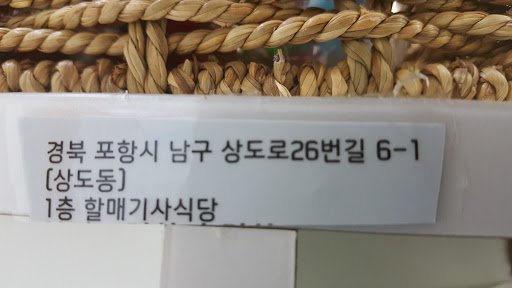 경북 포항시 남구 상도로26번길 6-1
(상도동)
1층 할매기사식당